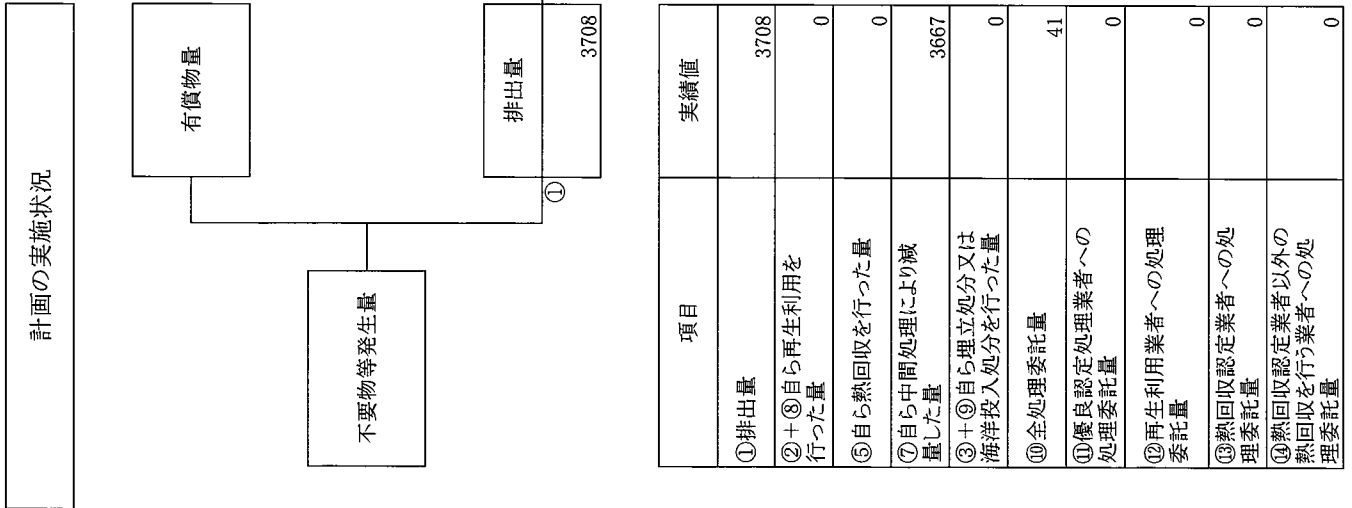 計画の実施状況
有償物量
不要物等発生量
①
排出量
3708
項目
実績値
①排出量
3708
②+⑧自ら再生利用を
行った量
0
⑤自ら熱回収を行った量
0
⑦自ら中間処理により減
量した量
3667
③+⑨自ら埋立処分又は
海洋投入処分を行った量
0
⑩全処理委託量
41
⑪優良認定処理業者への
処理委託量
0
⑫再生利用業者への処理
委託量
0
⑬熱回収認定業者への処
理委託量
0
⑭熱回収認定業者以外の
熱回収を行う業者への処
理委託量
0